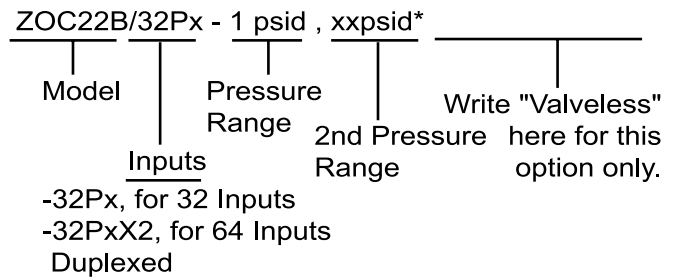 ZOC22B/32Px - 1 psid , xxpsid*
Model
Pressure
Range
2nd Pressure
Range
Write "Valveless"
here for this
option only.
Inputs
-32Px, for 32 Inputs
-32PxX2, for 64 Inputs
Duplexed